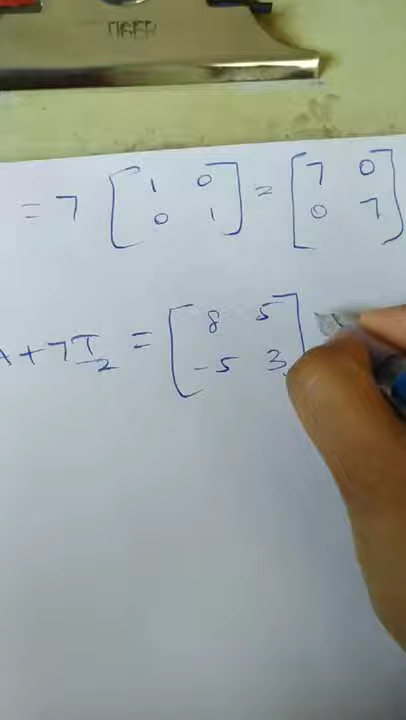 TIGER
= 7 [ 1 0 0 1 ] = [ 7 0 0 7 ]
A + 7I₂ = [ 8 5 -5 3 ]